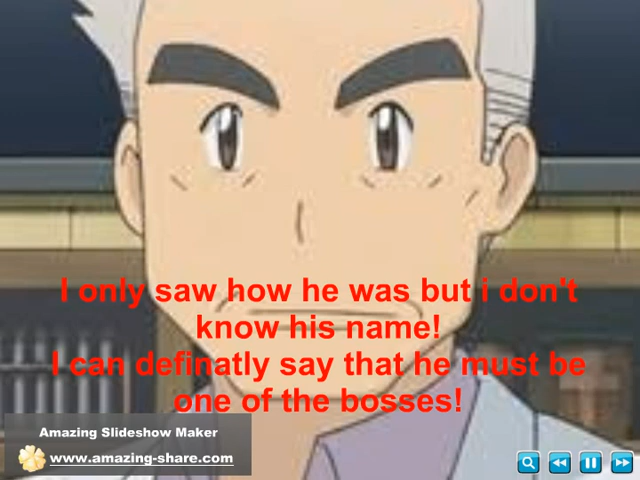 I only saw how he was but i don't
know his name!
I can definatly say that he must be
one of the bosses!
Amazing Slideshow Maker
www.amazing-share.com